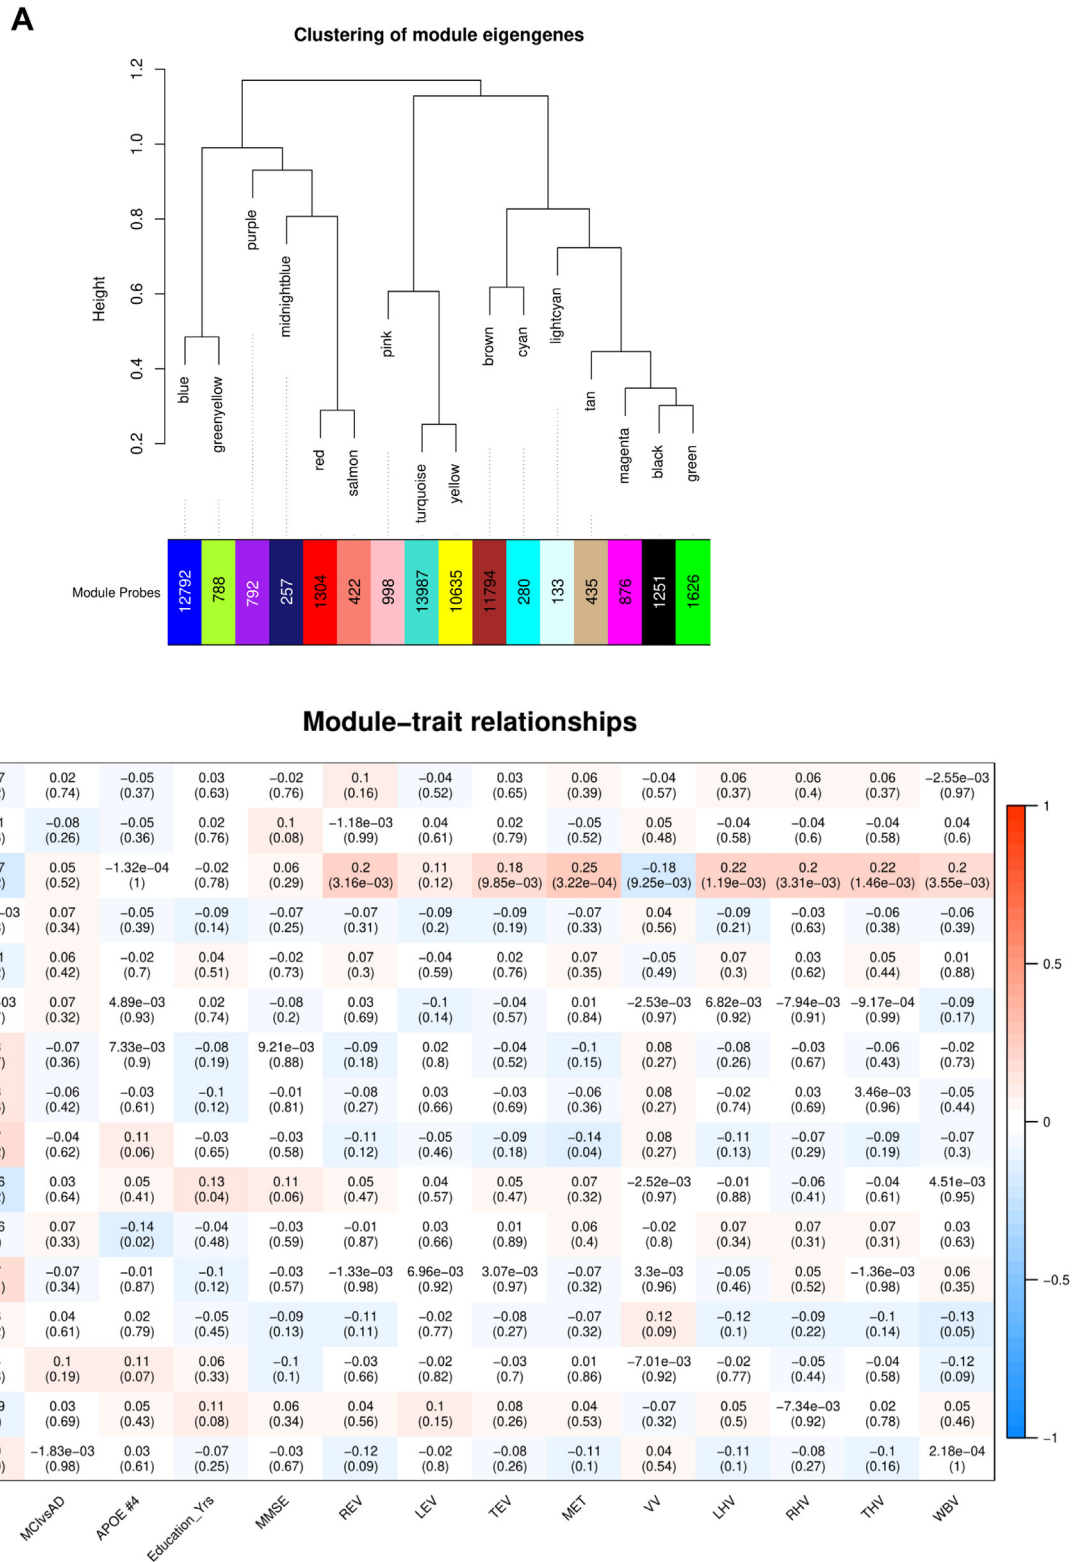 A
Clustering of module eigengenes
Height
1.2
1.0
0.8
0.6
0.4
0.2
blue
greenyellow
purple
midnightblue
red
salmon
pink
turquoise
yellow
brown
cyan
lightcyan
tan
magenta
black
green
Module Probes
12792 788 792 257 1304 422 998 13987 10635 11794 280 133 435 876 1251 1626
Module−trait relationships
7 0.02 −0.05 0.03 −0.02 0.1 −0.04 0.03 0.06 −0.04 0.06 0.06 0.06 −2.55e−03
2) (0.74) (0.37) (0.63) (0.76) (0.16) (0.52) (0.65) (0.39) (0.57) (0.37) (0.4) (0.37) (0.97)
1 −0.08 −0.05 0.02 0.1 −1.18e−03 0.04 0.02 −0.05 0.05 −0.04 −0.04 −0.04 0.04
(0.26) (0.36) (0.76) (0.08) (0.99) (0.61) (0.79) (0.52) (0.48) (0.58) (0.6) (0.58) (0.6)
7 0.05 −1.32e−04 −0.02 0.06 0.2 0.11 0.18 0.25 −0.18 0.22 0.2 0.22 0.2
2) (0.52) (1) (0.78) (0.29) (3.16e−03) (0.12) (9.85e−03) (3.22e−04) (9.25e−03) (1.19e−03) (3.31e−03) (1.46e−03) (3.55e−03)
−03 0.07 −0.05 −0.09 −0.07 −0.07 −0.09 −0.09 −0.07 0.04 −0.09 −0.03 −0.06 −0.06
(0.34) (0.39) (0.14) (0.25) (0.31) (0.2) (0.19) (0.33) (0.56) (0.21) (0.63) (0.38) (0.39)
1 0.06 −0.02 0.04 −0.02 0.07 −0.04 0.02 0.07 −0.05 0.07 0.03 0.05 0.01
2) (0.42) (0.7) (0.51) (0.73) (0.3) (0.59) (0.76) (0.35) (0.49) (0.3) (0.62) (0.44) (0.88)
03 0.07 4.89e−03 0.02 −0.08 0.03 −0.1 −0.04 0.01 −2.53e−03 6.82e−03 −7.94e−03 −9.17e−04 −0.09
(0.32) (0.93) (0.74) (0.2) (0.69) (0.14) (0.57) (0.84) (0.97) (0.92) (0.91) (0.99) (0.17)
−0.07 7.33e−03 −0.08 9.21e−03 −0.09 0.02 −0.04 −0.1 0.08 −0.08 −0.03 −0.06 −0.02
(0.36) (0.9) (0.19) (0.88) (0.18) (0.8) (0.52) (0.15) (0.27) (0.26) (0.67) (0.43) (0.73)
−0.06 −0.03 −0.1 −0.01 −0.08 0.03 −0.03 −0.06 0.08 −0.02 0.03 3.46e−03 −0.05
(0.42) (0.61) (0.12) (0.81) (0.27) (0.66) (0.69) (0.36) (0.27) (0.74) (0.69) (0.96) (0.44)
−0.04 0.11 −0.03 −0.03 −0.11 −0.05 −0.09 −0.14 0.08 −0.11 −0.07 −0.09 −0.07
2) (0.62) (0.06) (0.65) (0.58) (0.12) (0.46) (0.18) (0.04) (0.27) (0.13) (0.29) (0.19) (0.3)
6 0.03 0.05 0.13 0.11 0.05 0.04 0.05 0.07 −2.52e−03 −0.01 −0.06 −0.04 4.51e−03
2) (0.64) (0.41) (0.04) (0.06) (0.47) (0.57) (0.47) (0.32) (0.97) (0.88) (0.41) (0.61) (0.95)
6 0.07 −0.14 −0.04 −0.03 −0.01 0.03 0.01 0.06 −0.02 0.07 0.07 0.07 0.03
) (0.33) (0.02) (0.48) (0.59) (0.87) (0.66) (0.89) (0.4) (0.8) (0.34) (0.31) (0.31) (0.63)
−0.07 −0.01 −0.1 −0.03 −1.33e−03 6.96e−03 3.07e−03 −0.07 3.3e−03 −0.05 0.05 −1.36e−03 0.06
) (0.34) (0.87) (0.12) (0.57) (0.98) (0.92) (0.97) (0.32) (0.96) (0.46) (0.52) (0.98) (0.35)
0.04 0.02 −0.05 −0.09 −0.11 −0.02 −0.08 −0.07 0.12 −0.12 −0.09 −0.1 −0.13
2) (0.61) (0.79) (0.45) (0.13) (0.11) (0.77) (0.27) (0.32) (0.09) (0.1) (0.22) (0.14) (0.05)
0.1 0.11 0.06 −0.1 −0.03 −0.02 −0.03 0.01 −7.01e−03 −0.02 −0.05 −0.04 −0.12
(0.19) (0.07) (0.33) (0.1) (0.66) (0.82) (0.7) (0.86) (0.92) (0.77) (0.44) (0.58) (0.09)
9 0.03 0.05 0.11 0.06 0.04 0.1 0.08 0.04 −0.07 0.05 −7.34e−03 0.02 0.05
) (0.69) (0.43) (0.08) (0.34) (0.56) (0.15) (0.26) (0.53) (0.32) (0.5) (0.92) (0.78) (0.46)
−1.83e−03 0.03 −0.07 −0.03 −0.12 −0.02 −0.08 −0.11 0.04 −0.11 −0.08 −0.1 2.18e−04
) (0.98) (0.61) (0.25) (0.67) (0.09) (0.8) (0.26) (0.1) (0.54) (0.1) (0.27) (0.16) (1)
MCIvsAD APOE #4 Education_Yrs MMSE REV LEV TEV MET VV LHV RHV THV WBV
1
0.5
0
−0.5
−1